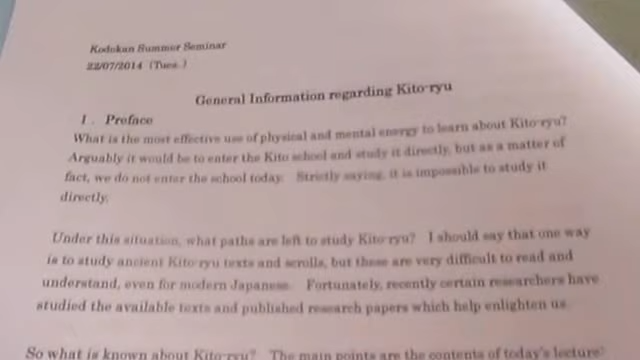 Kodokan Summer Seminar
22/07/2014 (Tues.)
General Information regarding Kito-ryu
I. Preface
What is the most effective use of physical and mental energy to learn about Kito-ryu?
Arguably it would be to enter the Kito school and study it directly, but as a matter of
fact, we do not enter the school today. Strictly saying, it is impossible to study it
directly.
Under this situation, what paths are left to study Kito-ryu? I should say that one way
is to study ancient Kito-ryu texts and scrolls, but these are very difficult to read and
understand, even for modern Japanese. Fortunately, recently certain researchers have
studied the available texts and published research papers which help enlighten us.
So what is known about Kito-ryu? The main points are the contents of today's lecture: